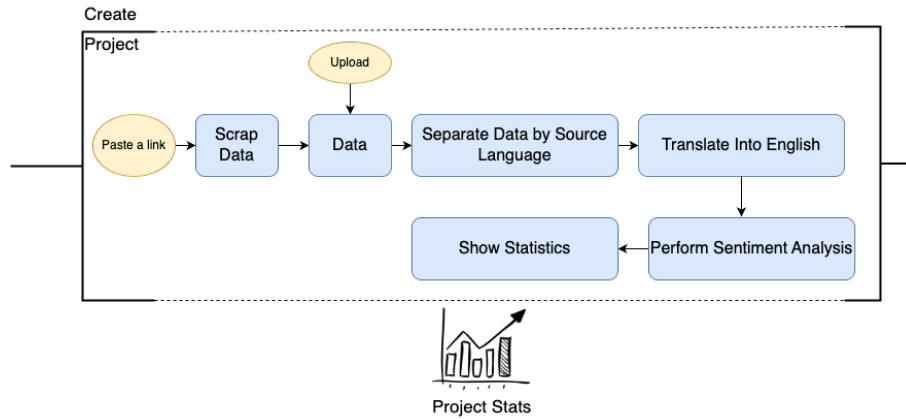 Create
Project
Upload
Paste a link
Scrap
Data
Data
Separate Data by Source
Language
Translate Into English
Show Statistics
Perform Sentiment Analysis
Project Stats